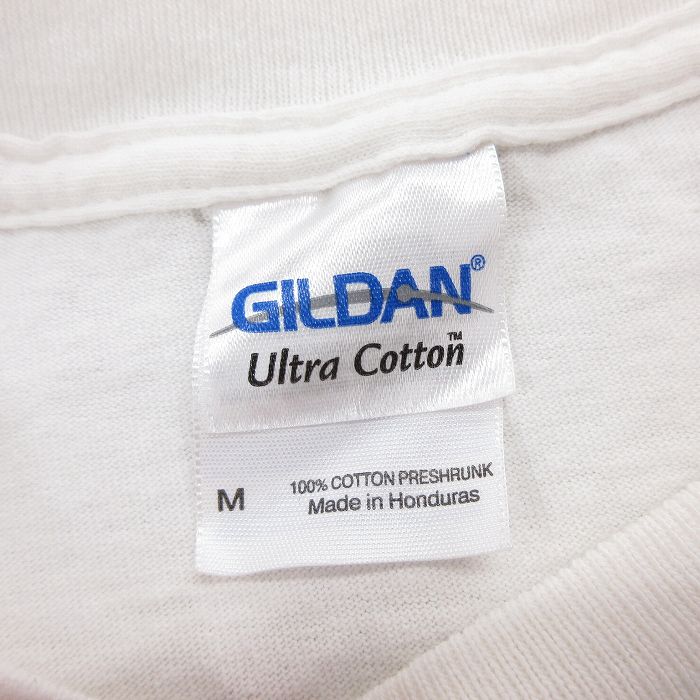 GILDAN®
Ultra Cotton™
M
100% COTTON PRESHRUNK
Made in Honduras